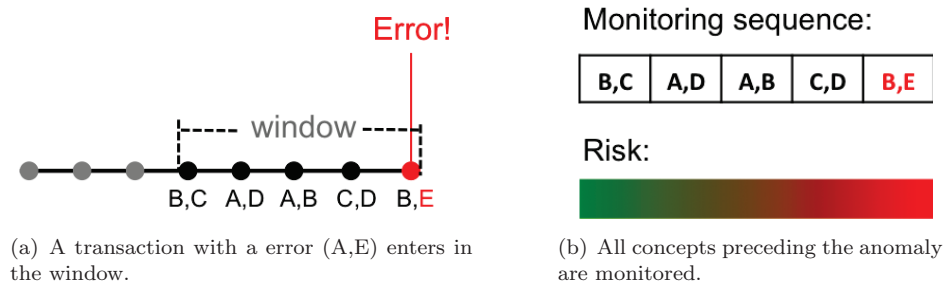 Error!
window
B,C A,D A,B C,D B,E
(a) A transaction with a error (A,E) enters in
the window.
Monitoring sequence:
B,C A,D A,B C,D B,E
Risk:
(b) All concepts preceding the anomaly
are monitored.